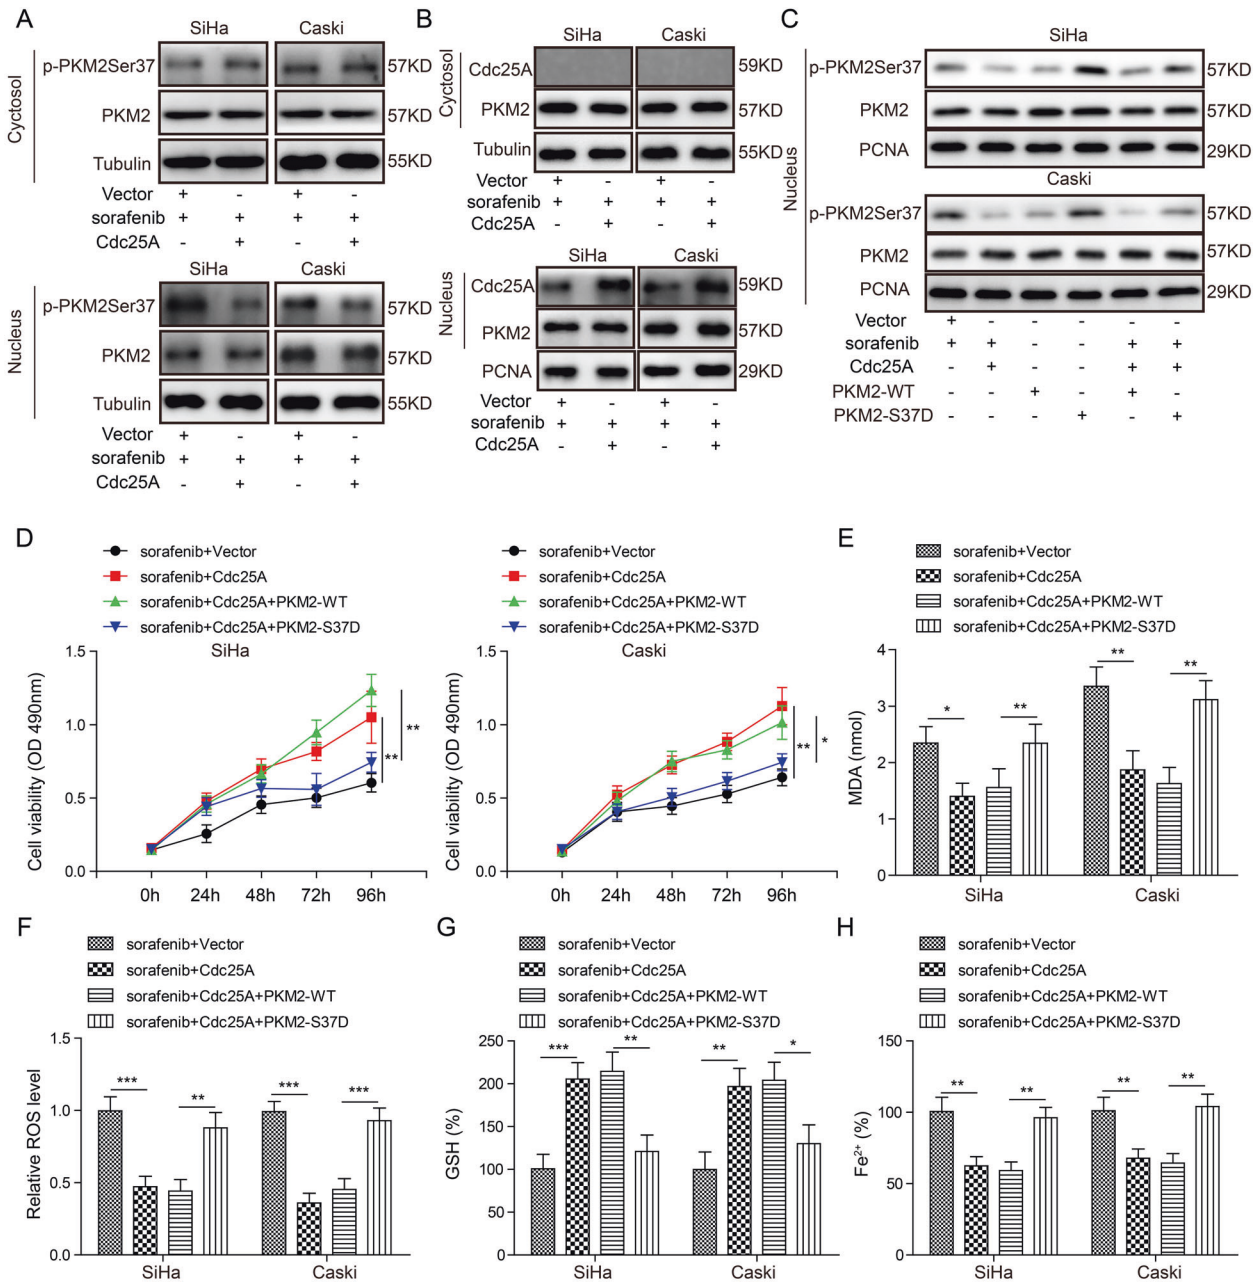 A
SiHa
Caski
Cyctosol
p-PKM2Ser37
57KD
PKM2
57KD
Tubulin
55KD
Vector + - + -
sorafenib + + + +
Cdc25A - + - +
SiHa
Caski
Nucleus
p-PKM2Ser37
57KD
PKM2
57KD
Tubulin
55KD
Vector + - + -
sorafenib + + + +
Cdc25A - + - +
B
SiHa
Caski
Cyctosol
Cdc25A
59KD
PKM2
57KD
Tubulin
55KD
Vector + - + -
sorafenib + + + +
Cdc25A - + - +
SiHa
Caski
Nucleus
Cdc25A
59KD
PKM2
57KD
PCNA
29KD
Vector + - + -
sorafenib + + + +
Cdc25A - + - +
C
SiHa
Nucleus
p-PKM2Ser37
57KD
PKM2
57KD
PCNA
29KD
Caski
p-PKM2Ser37
57KD
PKM2
57KD
PCNA
29KD
Vector + - - - - -
sorafenib + + - - + +
Cdc25A - + - - + +
PKM2-WT - - + - + -
PKM2-S37D - - - + - +
D
sorafenib+Vector
sorafenib+Cdc25A
sorafenib+Cdc25A+PKM2-WT
sorafenib+Cdc25A+PKM2-S37D
SiHa
Cell viability (OD 490nm)
1.5
1.0
0.5
0.0
0h 24h 48h 72h 96h
**
**
sorafenib+Vector
sorafenib+Cdc25A
sorafenib+Cdc25A+PKM2-WT
sorafenib+Cdc25A+PKM2-S37D
Caski
Cell viability (OD 490nm)
1.5
1.0
0.5
0.0
0h 24h 48h 72h 96h
**
*
E
sorafenib+Vector
sorafenib+Cdc25A
sorafenib+Cdc25A+PKM2-WT
sorafenib+Cdc25A+PKM2-S37D
MDA (nmol)
4
3
2
1
0
* ** ** **
SiHa Caski
F
sorafenib+Vector
sorafenib+Cdc25A
sorafenib+Cdc25A+PKM2-WT
sorafenib+Cdc25A+PKM2-S37D
Relative ROS level
1.5
1.0
0.5
0.0
*** ** *** ***
SiHa Caski
G
sorafenib+Vector
sorafenib+Cdc25A
sorafenib+Cdc25A+PKM2-WT
sorafenib+Cdc25A+PKM2-S37D
GSH (%)
250
200
150
100
50
0
*** ** ** *
SiHa Caski
H
sorafenib+Vector
sorafenib+Cdc25A
sorafenib+Cdc25A+PKM2-WT
sorafenib+Cdc25A+PKM2-S37D
Fe²⁺ (%)
150
100
50
0
** ** ** **
SiHa Caski